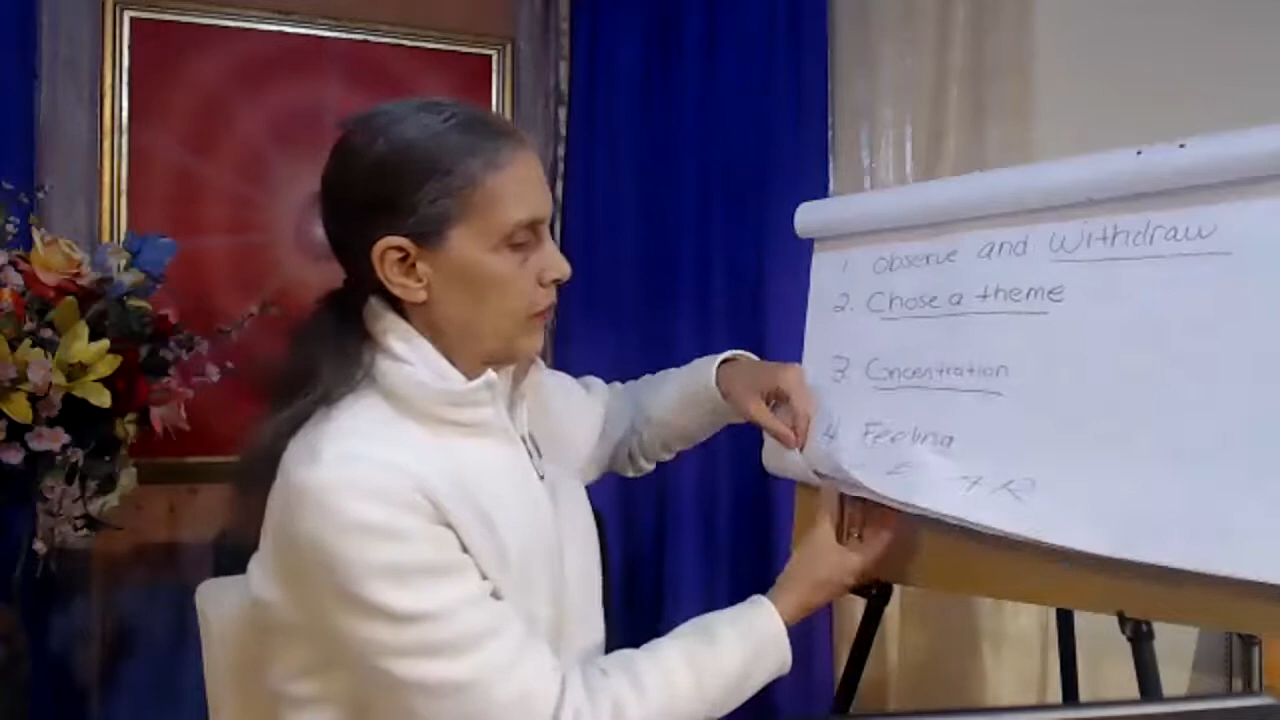 1. Observe and Withdraw
2. Chose a theme
3. Concentration
4. Feeling